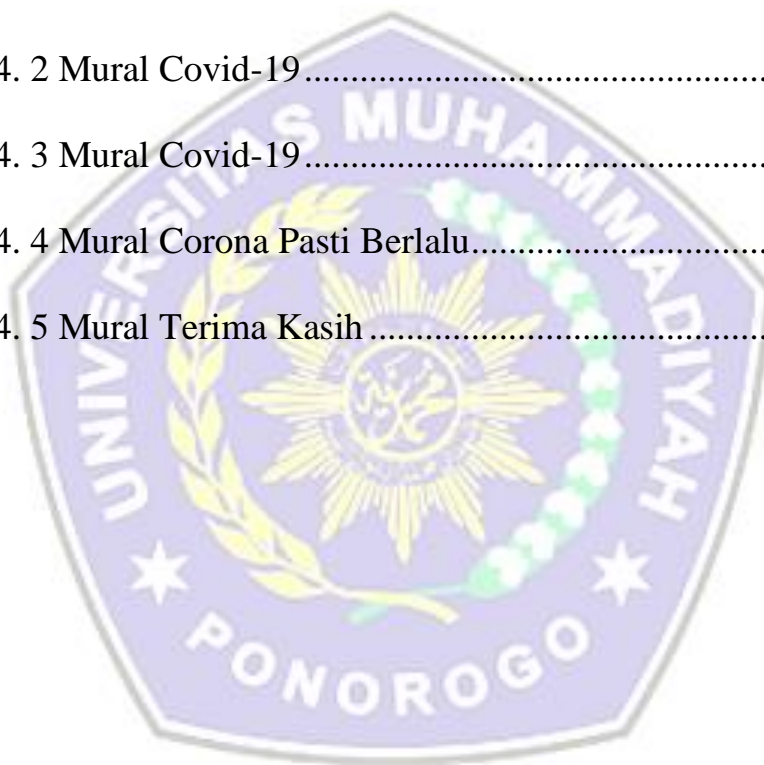 4. 2 Mural Covid-19................................................
4. 3 Mural Covid-19................................................
4. 4 Mural Corona Pasti Berlalu..............................
4. 5 Mural Terima Kasih.........................................
UNIVERSITAS MUHAMMADIYAH
PONOROGO